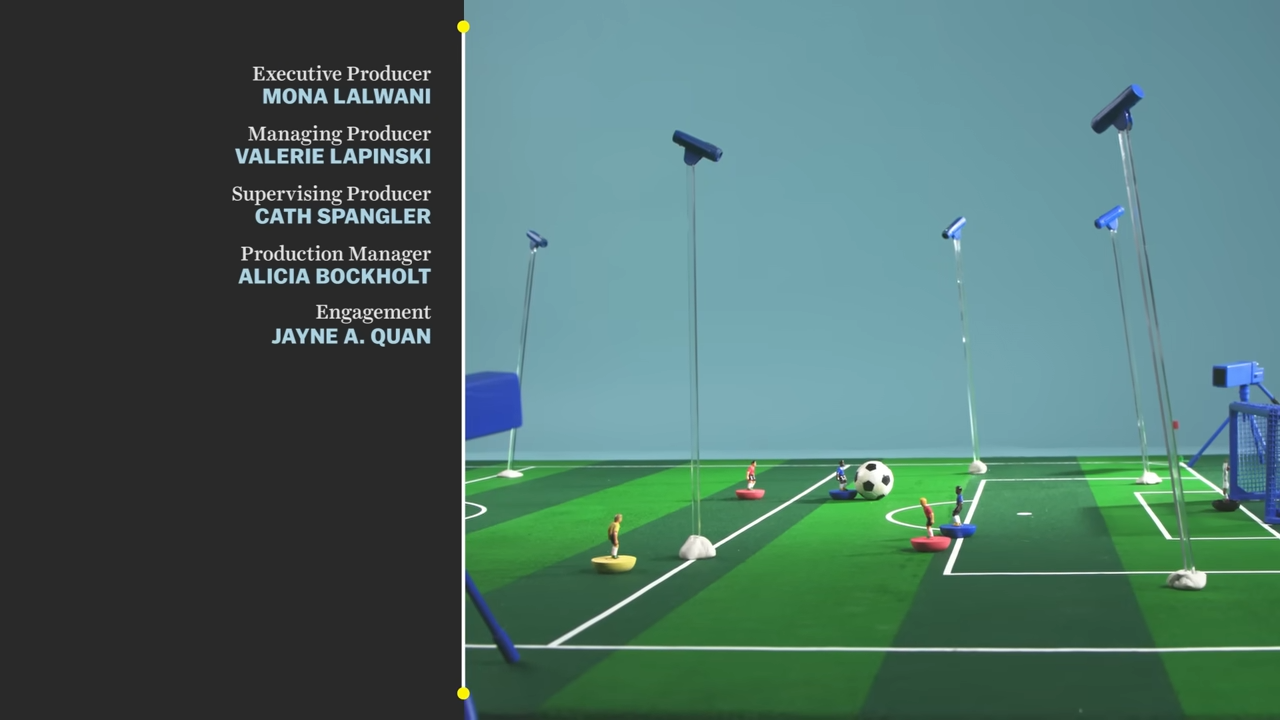 Executive Producer
MONA LALWANI
Managing Producer
VALERIE LAPINSKI
Supervising Producer
CATH SPANGLER
Production Manager
ALICIA BOCKHOLT
Engagement
JAYNE A. QUAN